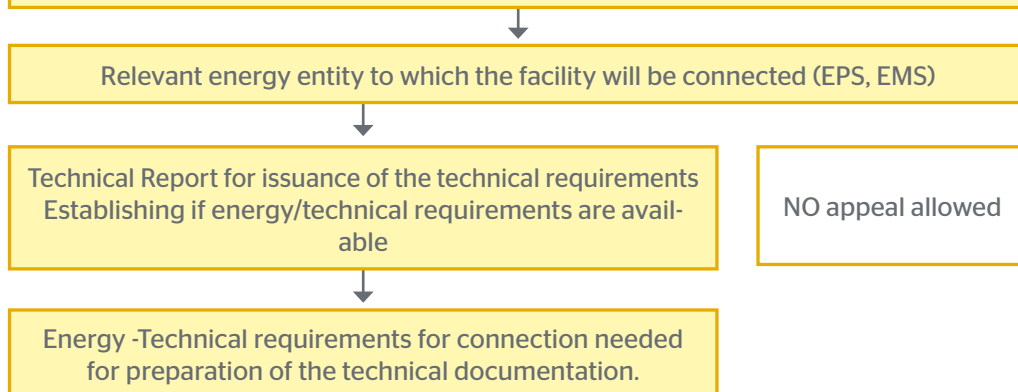 Relevant energy entity to which the facility will be connected (EPS, EMS)
Technical Report for issuance of the technical requirements
Establishing if energy/technical requirements are avail-
able
NO appeal allowed
Energy -Technical requirements for connection needed
for preparation of the technical documentation.